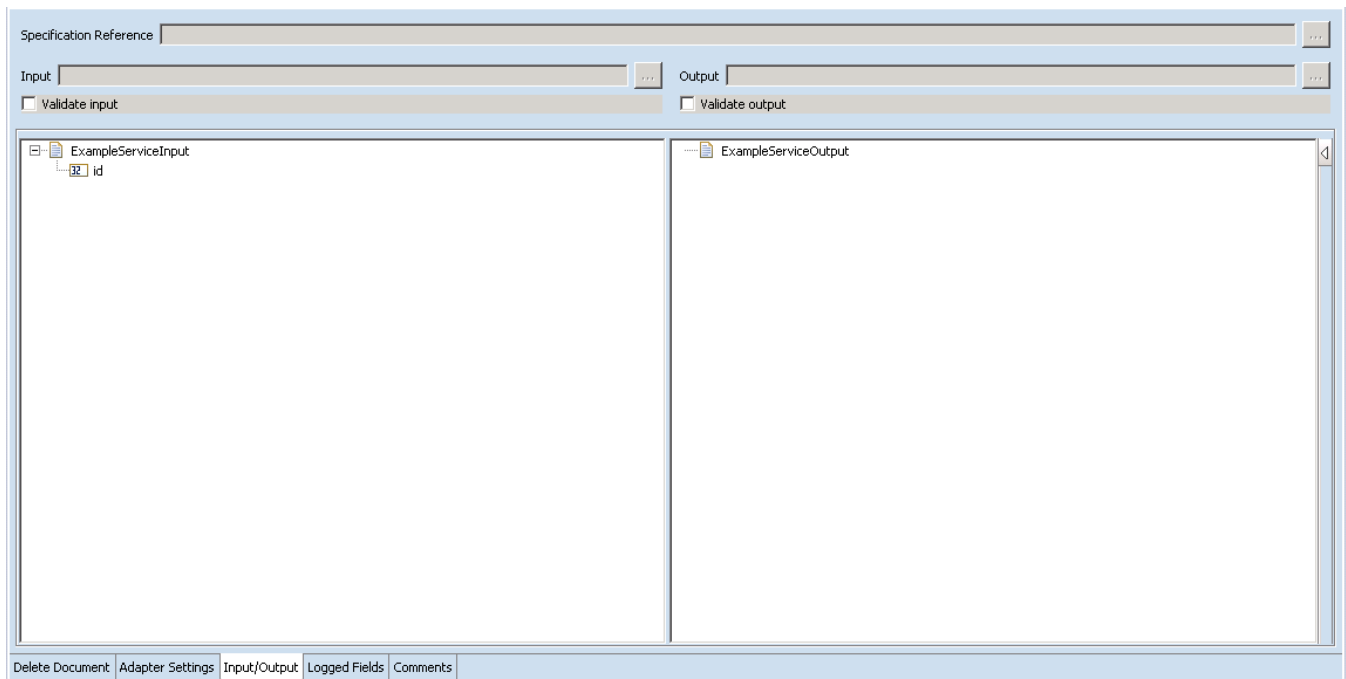 Specification Reference ...
Input ... Output ...
Validate input Validate output
ExampleServiceInput ExampleServiceOutput
32 id
Delete Document Adapter Settings Input/Output Logged Fields Comments